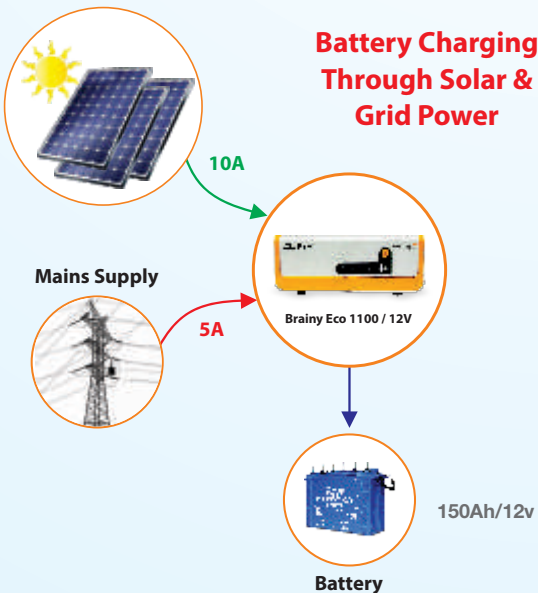 Battery Charging
Through Solar &
Grid Power
10A
Mains Supply
5A
Brainy Eco 1100 / 12V
150Ah/12v
Battery